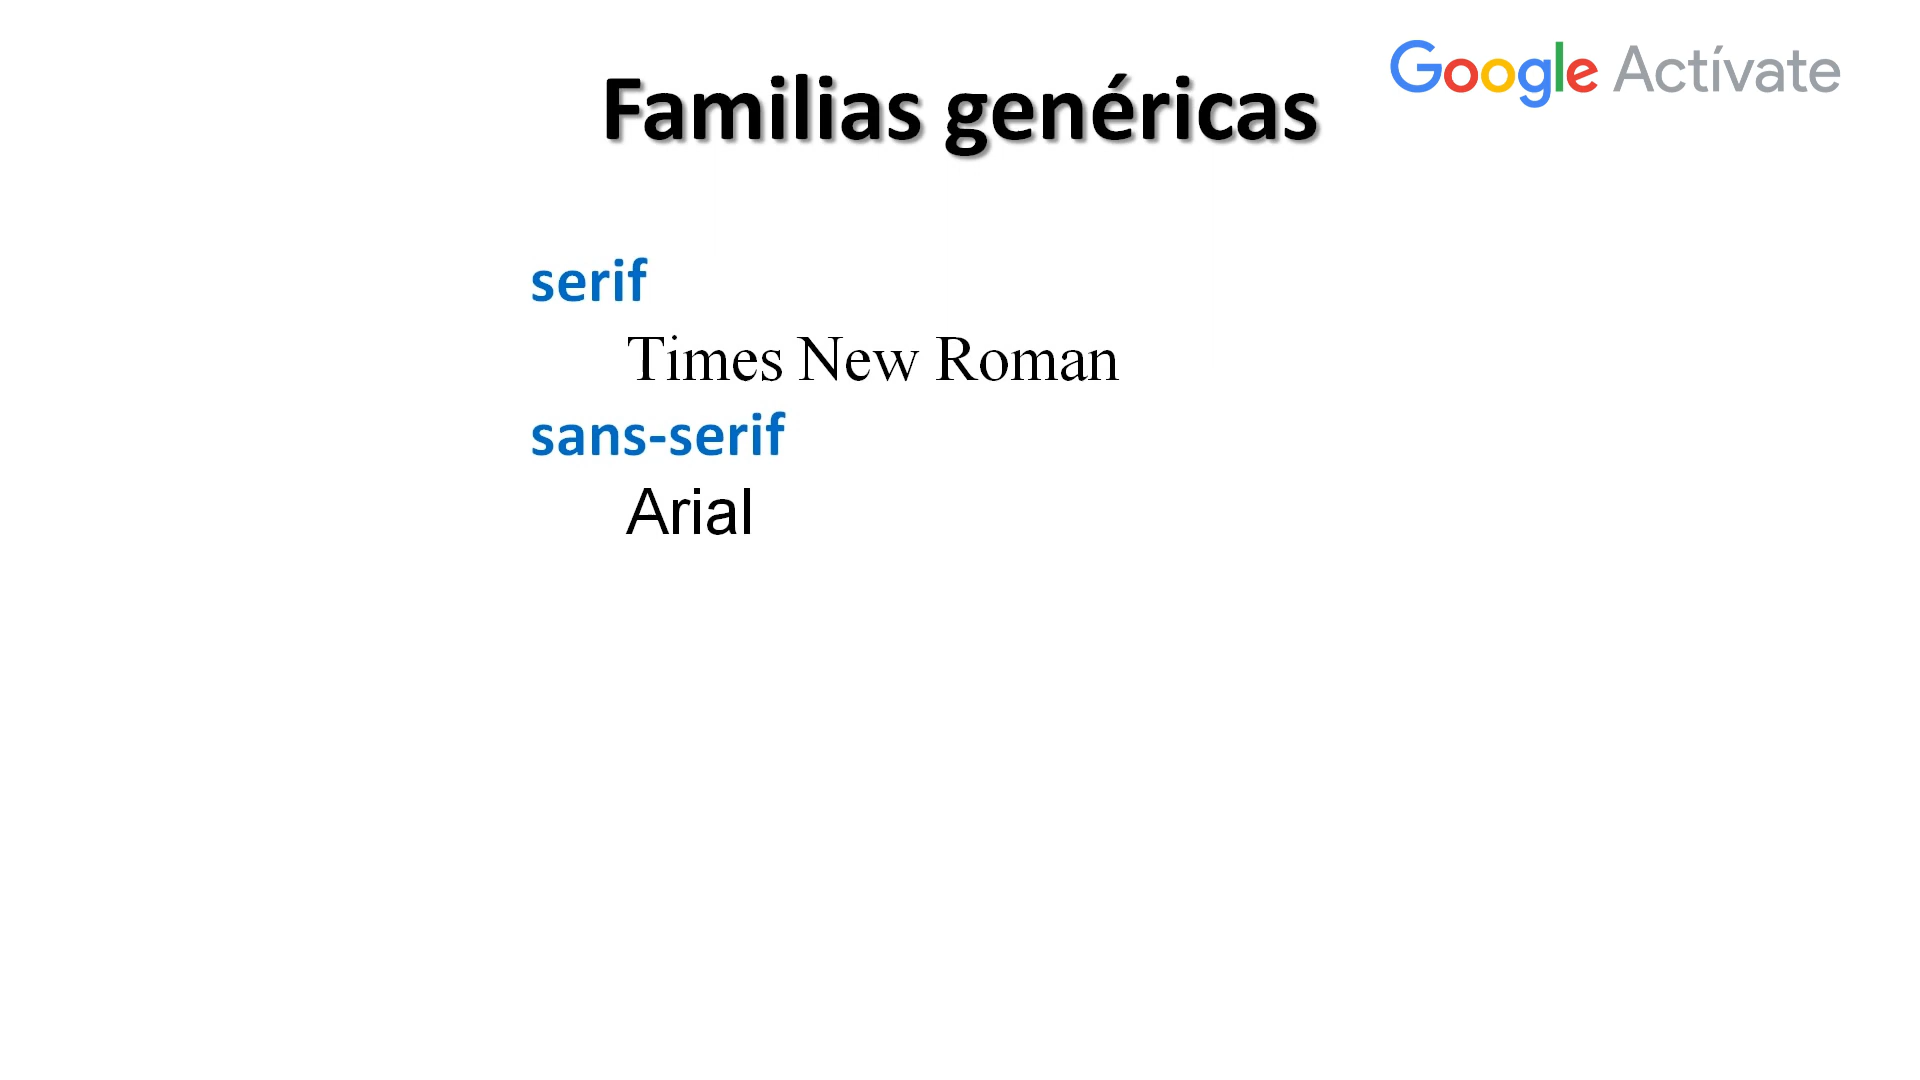 Google Actívate
Familias genéricas
serif
Times New Roman
sans-serif
Arial